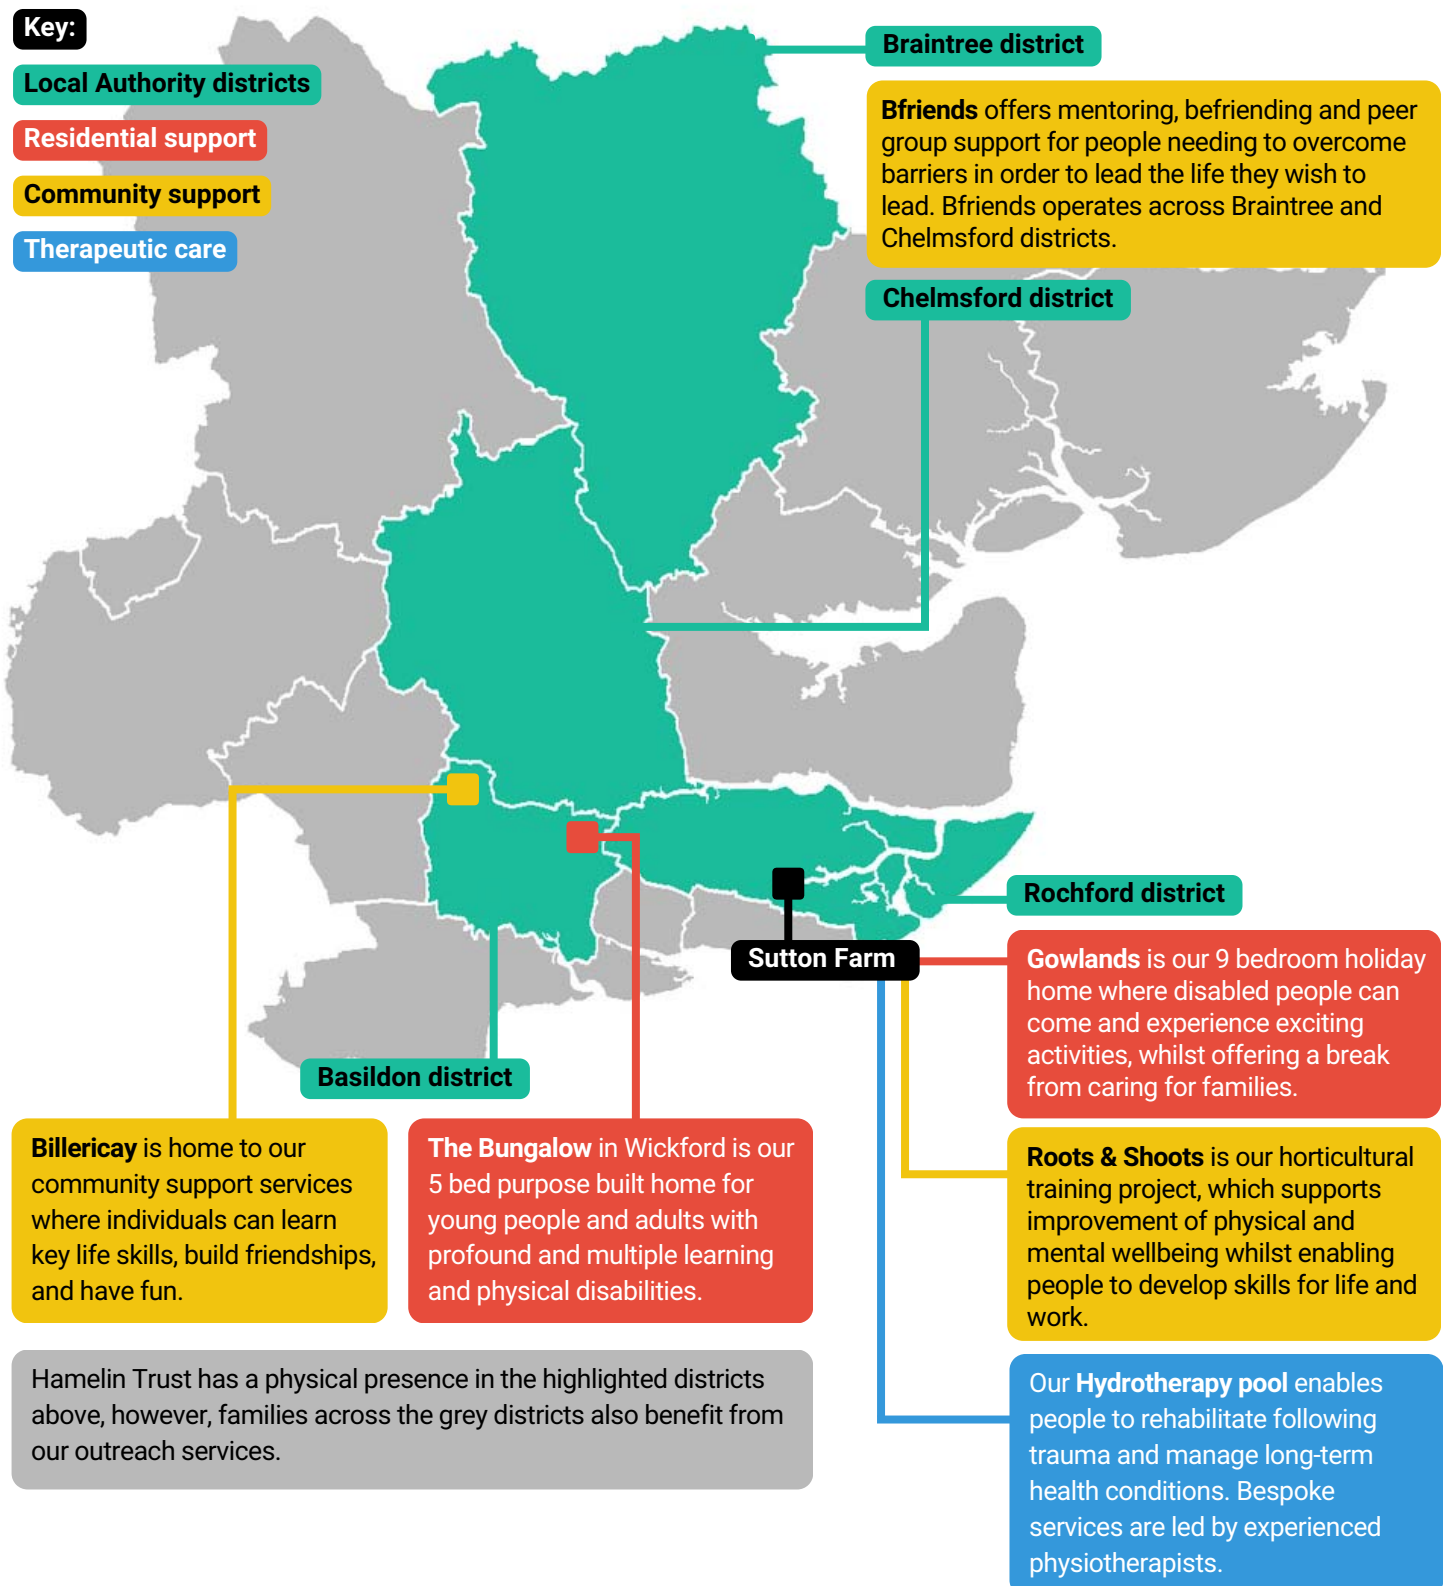 Key:
Local Authority districts
Residential support
Community support
Therapeutic care
Braintree district
Bfriends offers mentoring, befriending and peer
group support for people needing to overcome
barriers in order to lead the life they wish to
lead. Bfriends operates across Braintree and
Chelmsford districts.
Chelmsford district
Rochford district
Sutton Farm
Gowlands is our 9 bedroom holiday
home where disabled people can
come and experience exciting
activities, whilst offering a break
from caring for families.
Basildon district
Billericay is home to our
community support services
where individuals can learn
key life skills, build friendships,
and have fun.
The Bungalow in Wickford is our
5 bed purpose built home for
young people and adults with
profound and multiple learning
and physical disabilities.
Roots & Shoots is our horticultural
training project, which supports
improvement of physical and
mental wellbeing whilst enabling
people to develop skills for life and
work.
Hamelin Trust has a physical presence in the highlighted districts
above, however, families across the grey districts also benefit from
our outreach services.
Our Hydrotherapy pool enables
people to rehabilitate following
trauma and manage long-term
health conditions. Bespoke
services are led by experienced
physiotherapists.